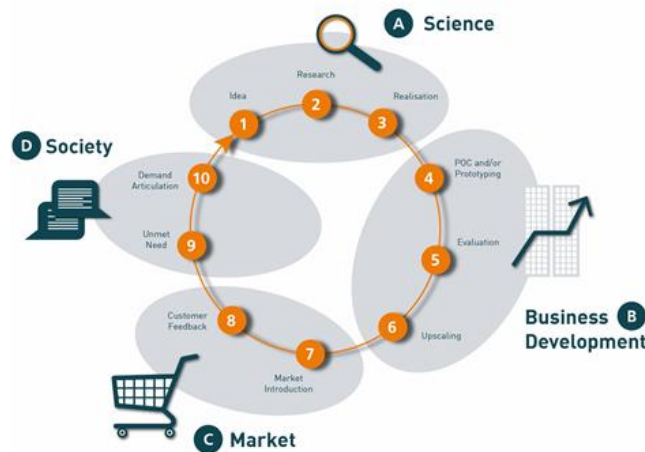 A Science
Research
Idea
Realisation
1
2
3
D Society
POC and/or
Prototyping
4
Demand
Articulation
10
Evaluation
5
Unmet
Need
9
Business B
Development
Customer
Feedback
8
Upscaling
6
7
Market
Introduction
C Market